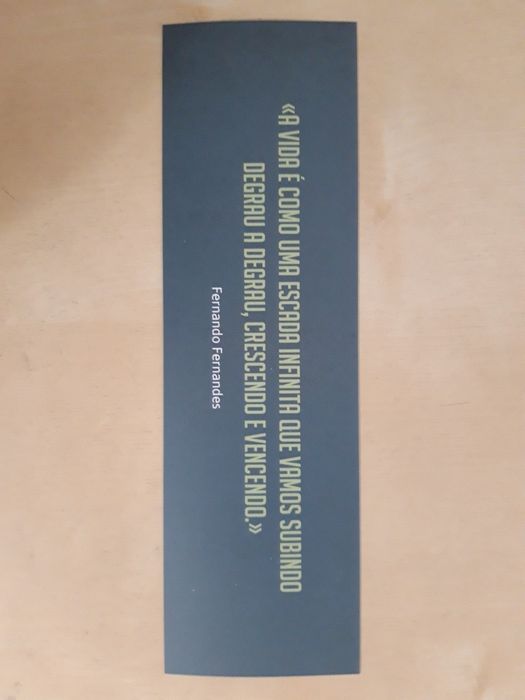 «A VIDA É COMO UMA ESCADA INFINITA QUE VAMOS SUBINDO
DEGRAU A DEGRAU, CRESCENDO E VENCENDO.»
Fernando Fernandes